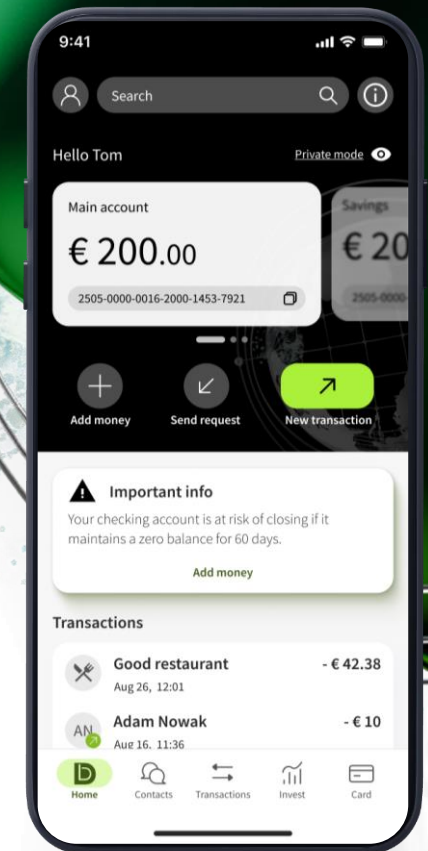 9:41
Search
Hello Tom
Private mode
Main account
€ 200.00
2505-0000-0016-2000-1453-7921
Savings
€ 20
2505-0000-
Add money
Send request
New transaction
Important info
Your checking account is at risk of closing if it
maintains a zero balance for 60 days.
Add money
Transactions
Good restaurant
- € 42.38
Aug 26, 12:01
AN
Adam Nowak
- € 10
Aug 16, 11:36
Home
Contacts
Transactions
Invest
Card